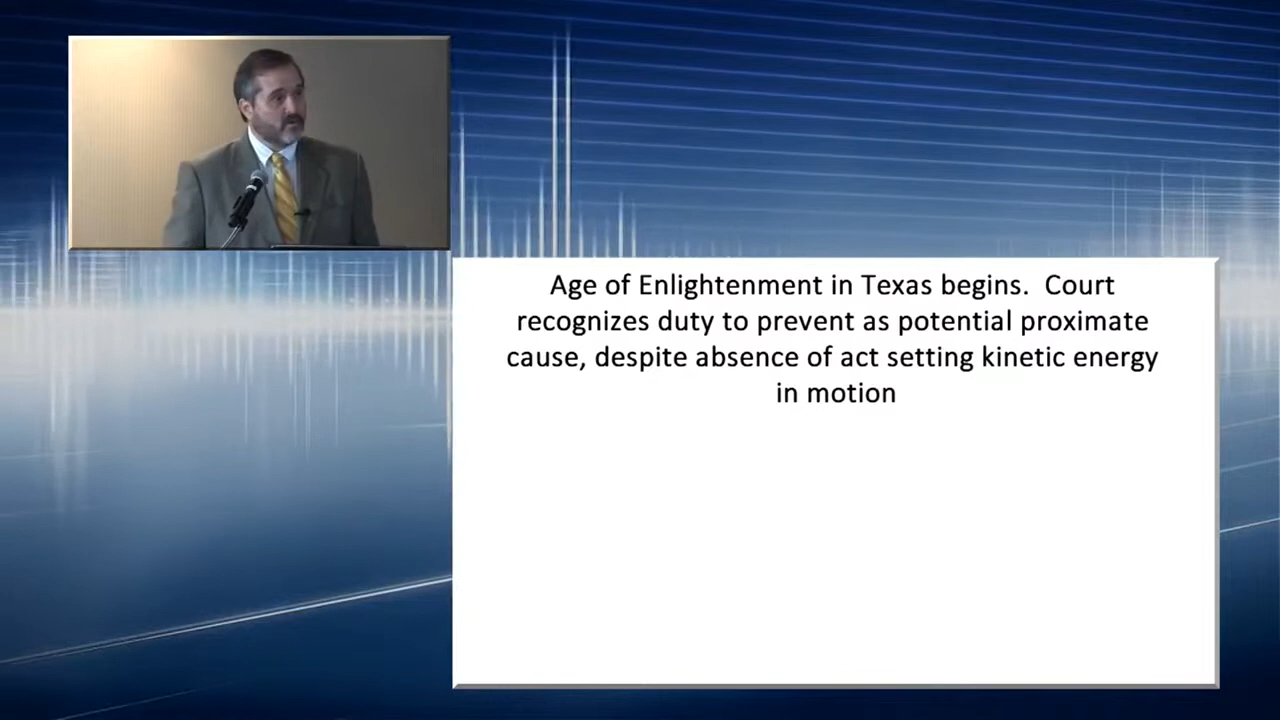 Age of Enlightenment in Texas begins.  Court
recognizes duty to prevent as potential proximate
cause, despite absence of act setting kinetic energy
in motion